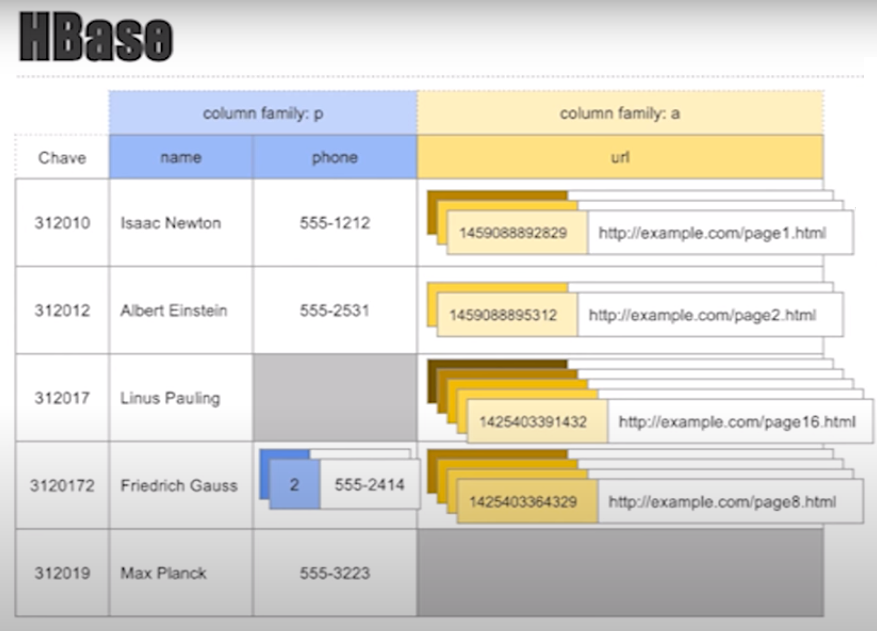 HBase
column family: p column family: a
Chave name phone url
312010 Isaac Newton 555-1212 1459088892829 http://example.com/page1.html
312012 Albert Einstein 555-2531 1459088895312 http://example.com/page2.html
312017 Linus Pauling 1425403391432 http://example.com/page16.html
3120172 Friedrich Gauss 2 555-2414 1425403364329 http://example.com/page8.html
312019 Max Planck 555-3223